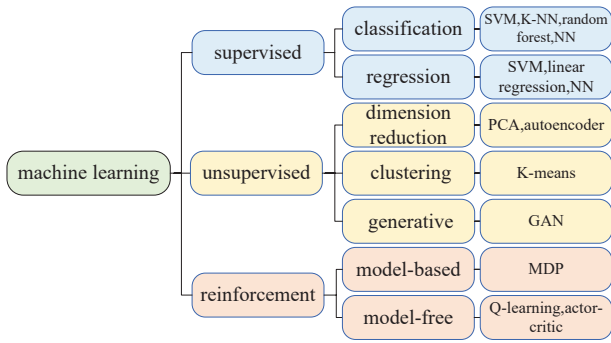 machine learning
supervised
classification
SVM,K-NN,random
forest,NN
regression
SVM,linear
regression,NN
unsupervised
dimension
reduction
PCA,autoencoder
clustering
K-means
generative
GAN
reinforcement
model-based
MDP
model-free
Q-learning,actor-
critic